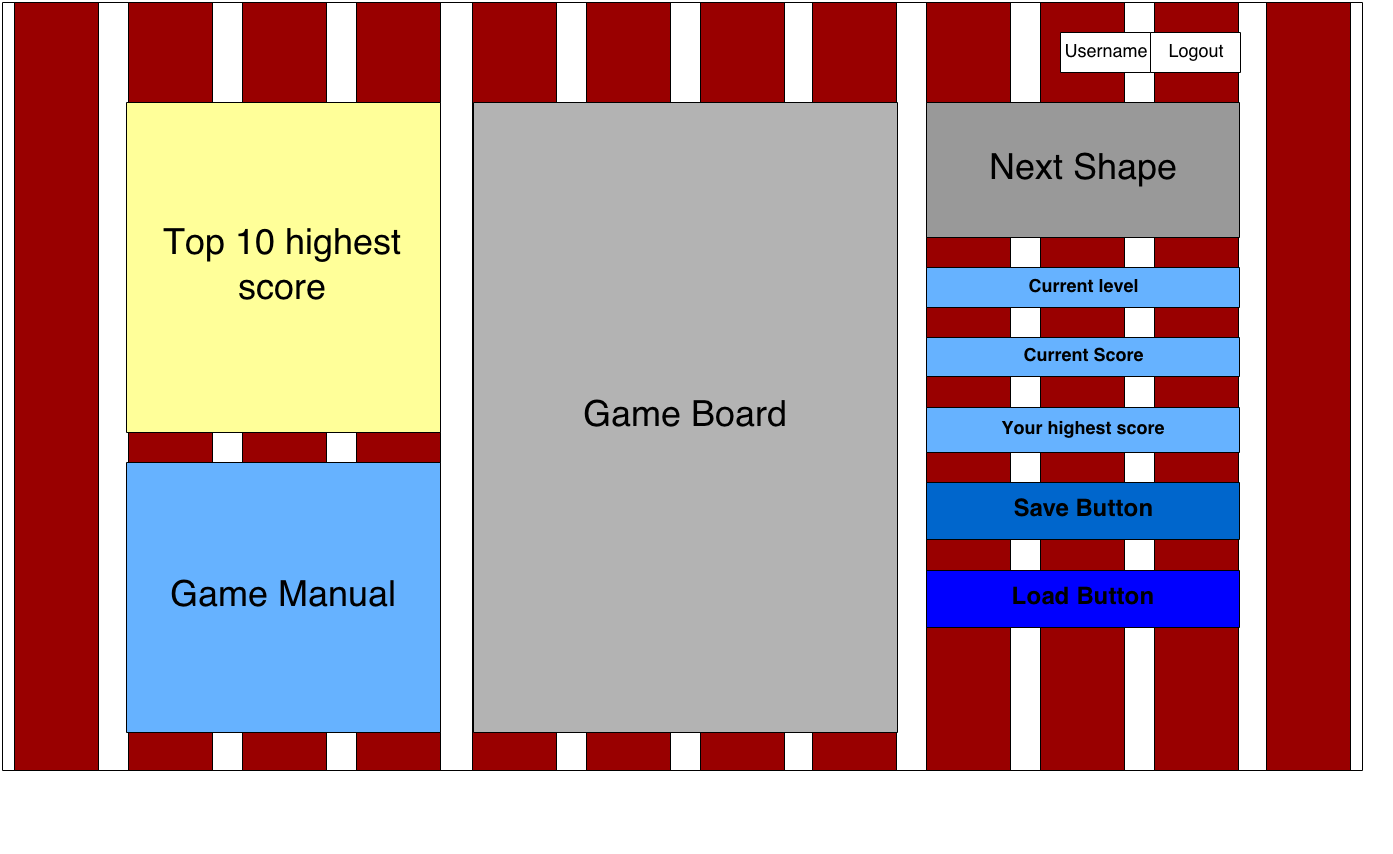 Username
Logout
Top 10 highest
score
Game Manual
Game Board
Next Shape
Current level
Current Score
Your highest score
Save Button
Load Button